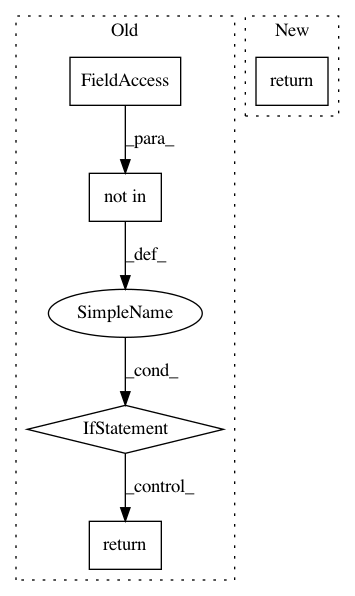 Old
New
FieldAccess
return
_para_
not in
_def_
SimpleName
_cond_
IfStatement
_control_
return